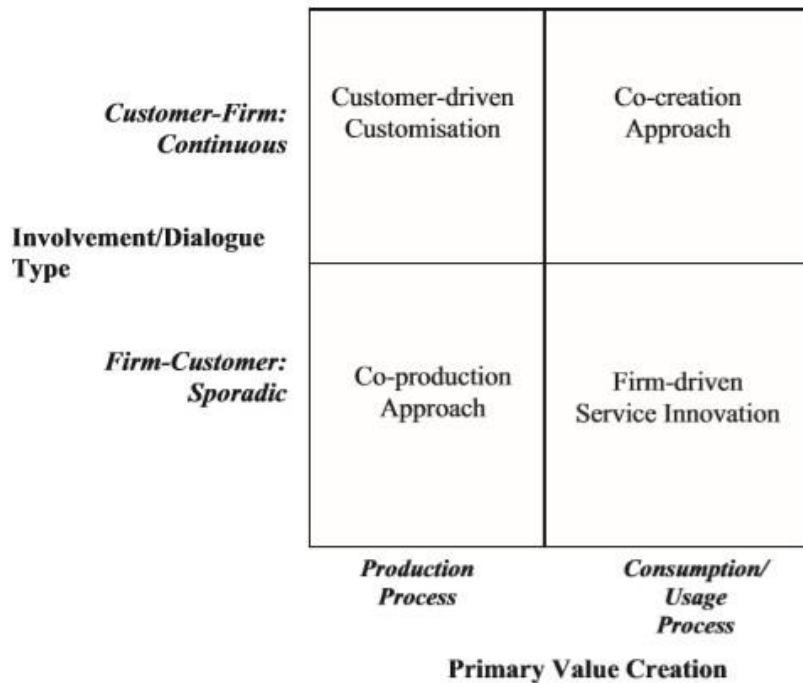 Customer-Firm:
Continuous
Customer-driven
Customisation
Co-creation
Approach
Involvement/Dialogue
Type
Firm-Customer:
Sporadic
Co-production
Approach
Firm-driven
Service Innovation
Production
Process
Consumption/
Usage
Process
Primary Value Creation